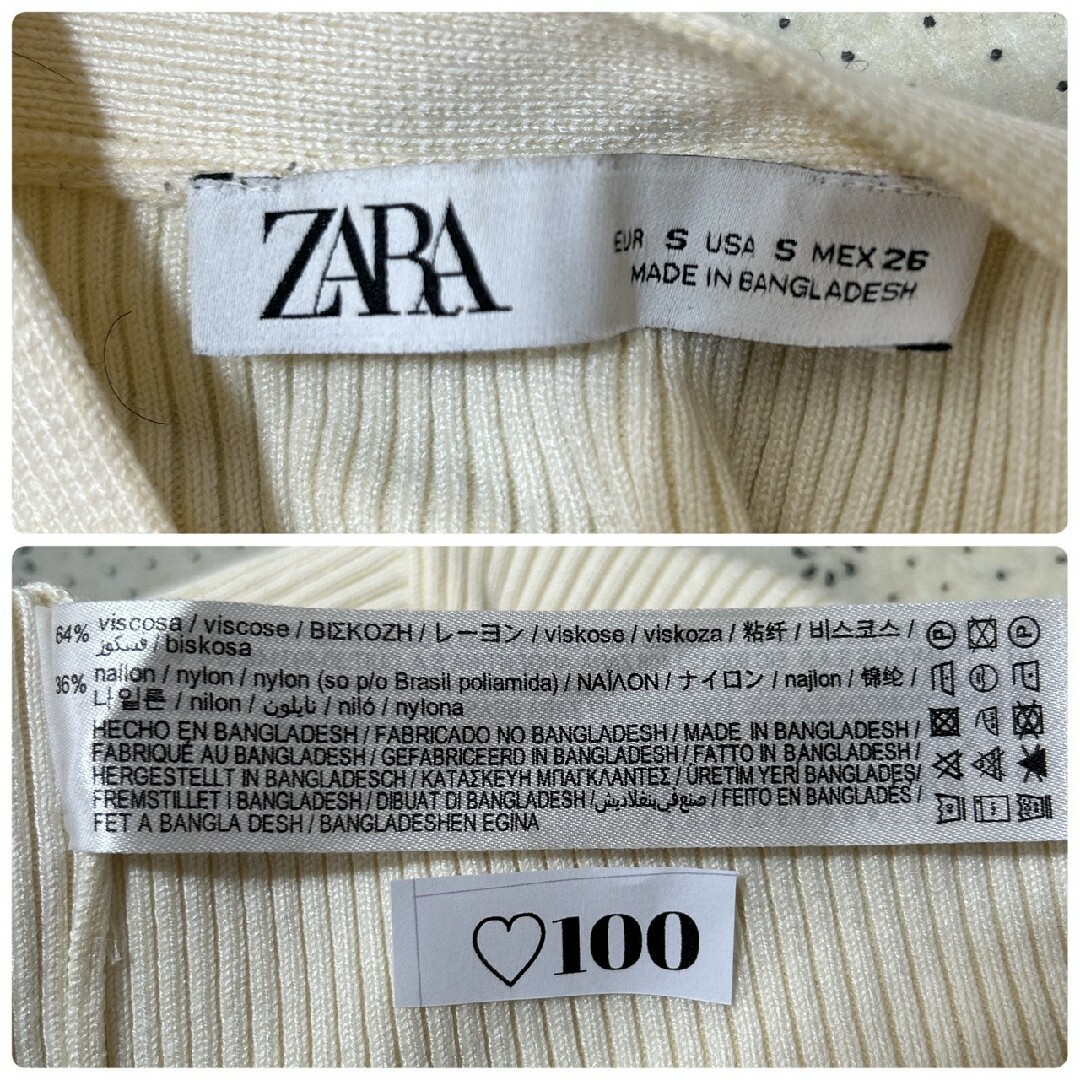 ZARA
EUR S USA S MEX 26
MADE IN BANGLADESH
64% viscosa / viscose / ΒΙΣΚΟΖΗ / レーヨン / viskose / viskoza / 粘纤 / 비스코스 /
فسكوز / biskosa
36% nailon / nylon / nylon (so p/o Brasil poliamida) / ΝΑΪΛΟΝ / ナイロン / najlon / 锦纶 /
나일론 / nilon / نايلون / niló / nylona
HECHO EN BANGLADESH / FABRICADO NO BANGLADESH / MADE IN BANGLADESH /
FABRIQUÉ AU BANGLADESH / GEFABRICEERD IN BANGLADESH / FATTO IN BANGLADESH /
HERGESTELLT IN BANGLADESCH / ΚΑΤΑΣΚΕΥΗ ΜΠΑΓΚΛΑΝΤΕΣ / ÜRETİM YERİ BANGLADEŞ/
FREMSTILLET I BANGLADESH / DIBUAT DI BANGLADESH / صنع في بنغلاديش / FEITO EN BANGLADÉS /
FET A BANGLA DESH / BANGLADESHEN EGINA
♡100